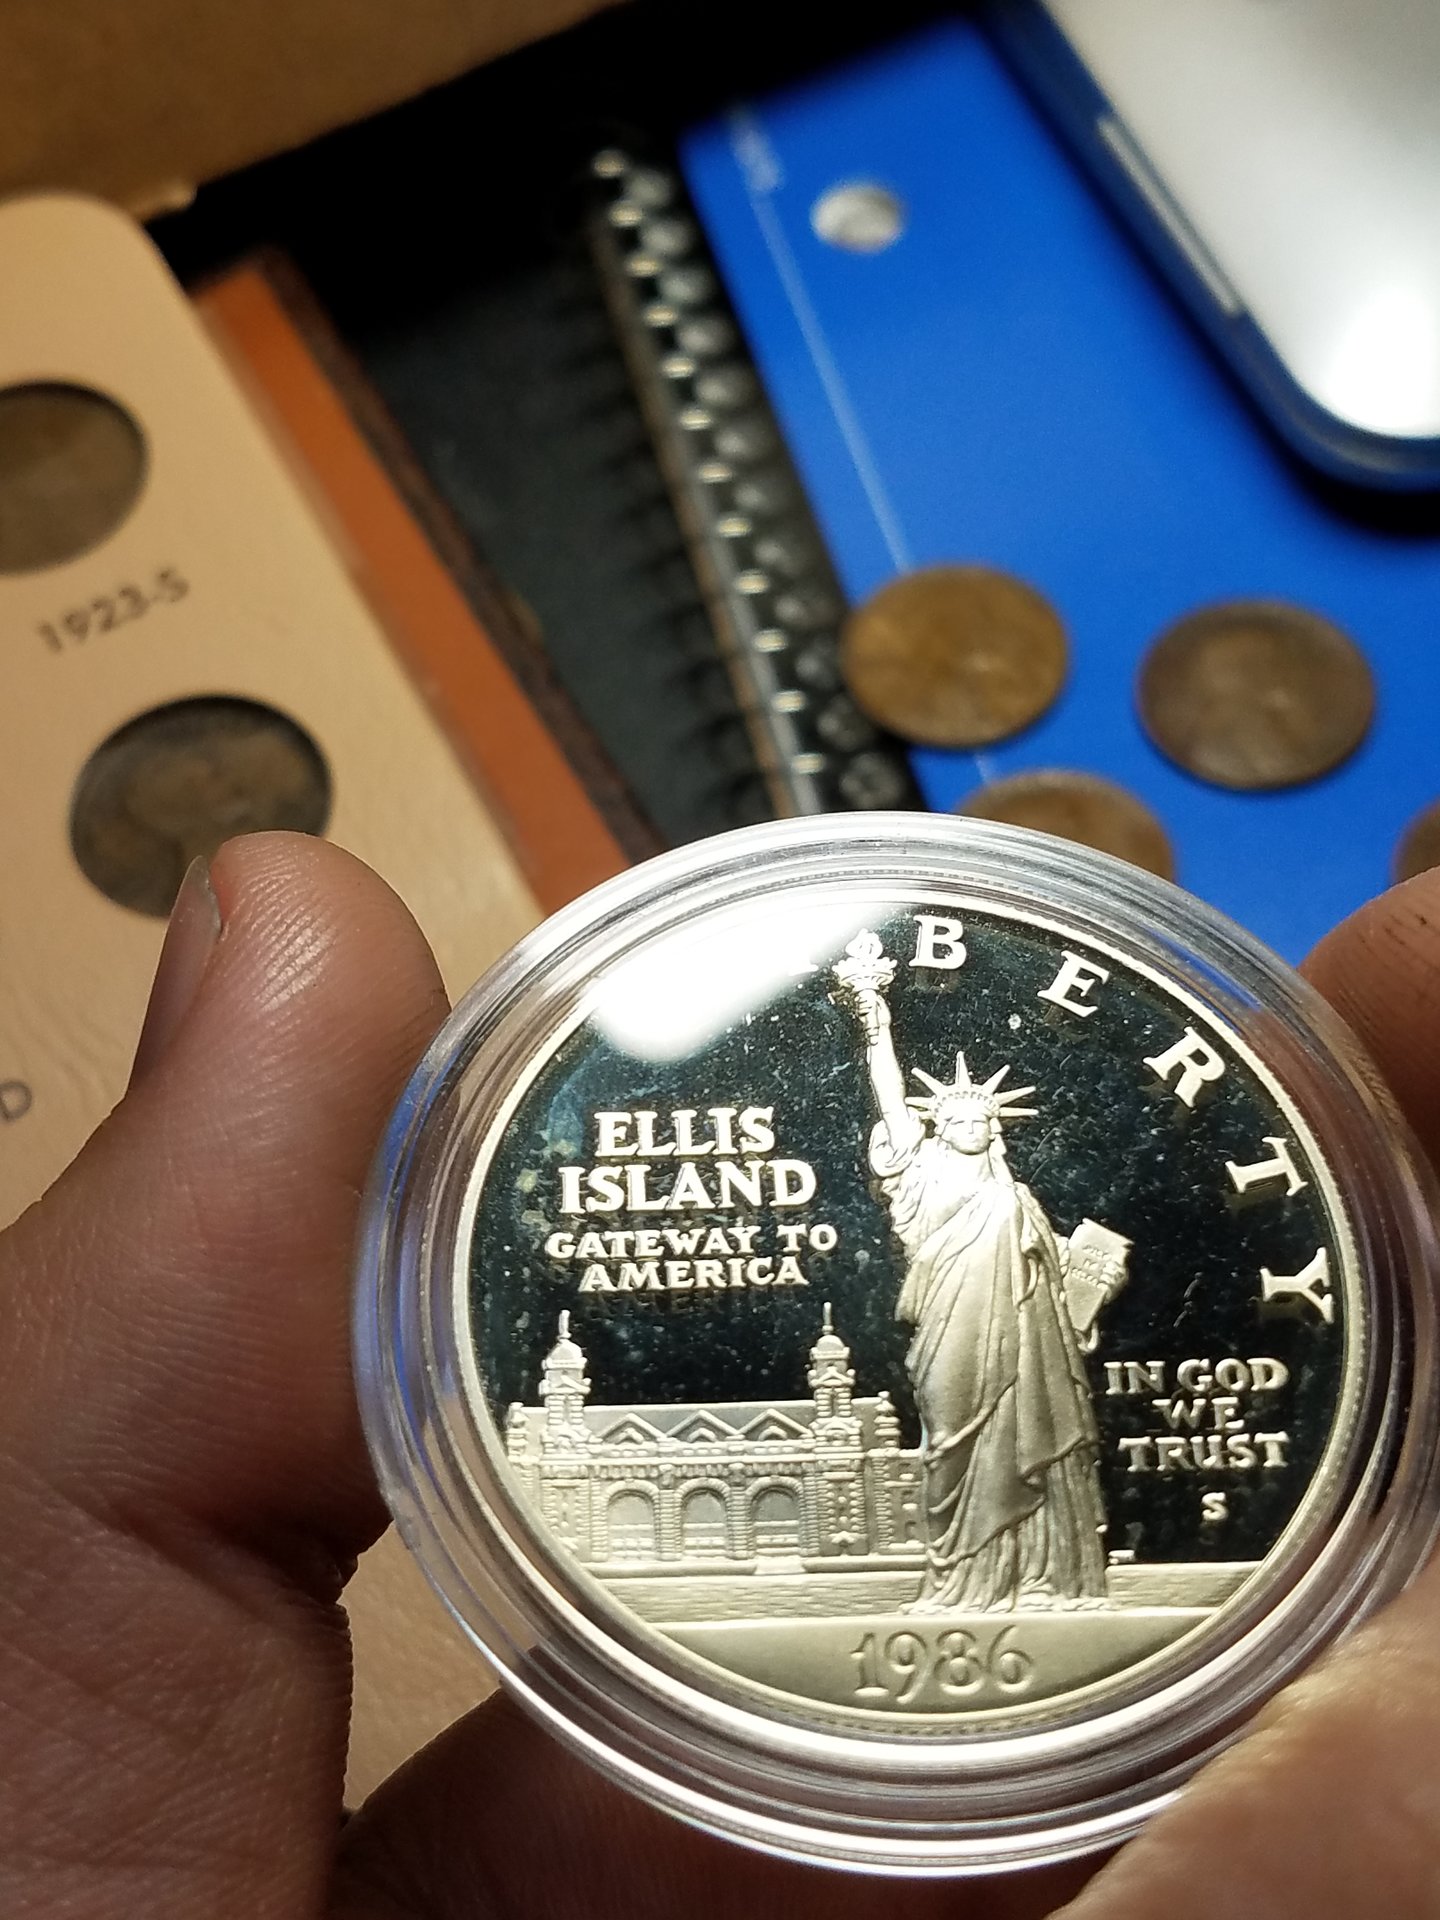 1923-S
D
LIBERTY
ELLIS
ISLAND
GATEWAY TO
AMERICA
IN GOD
WE
TRUST
S
1986